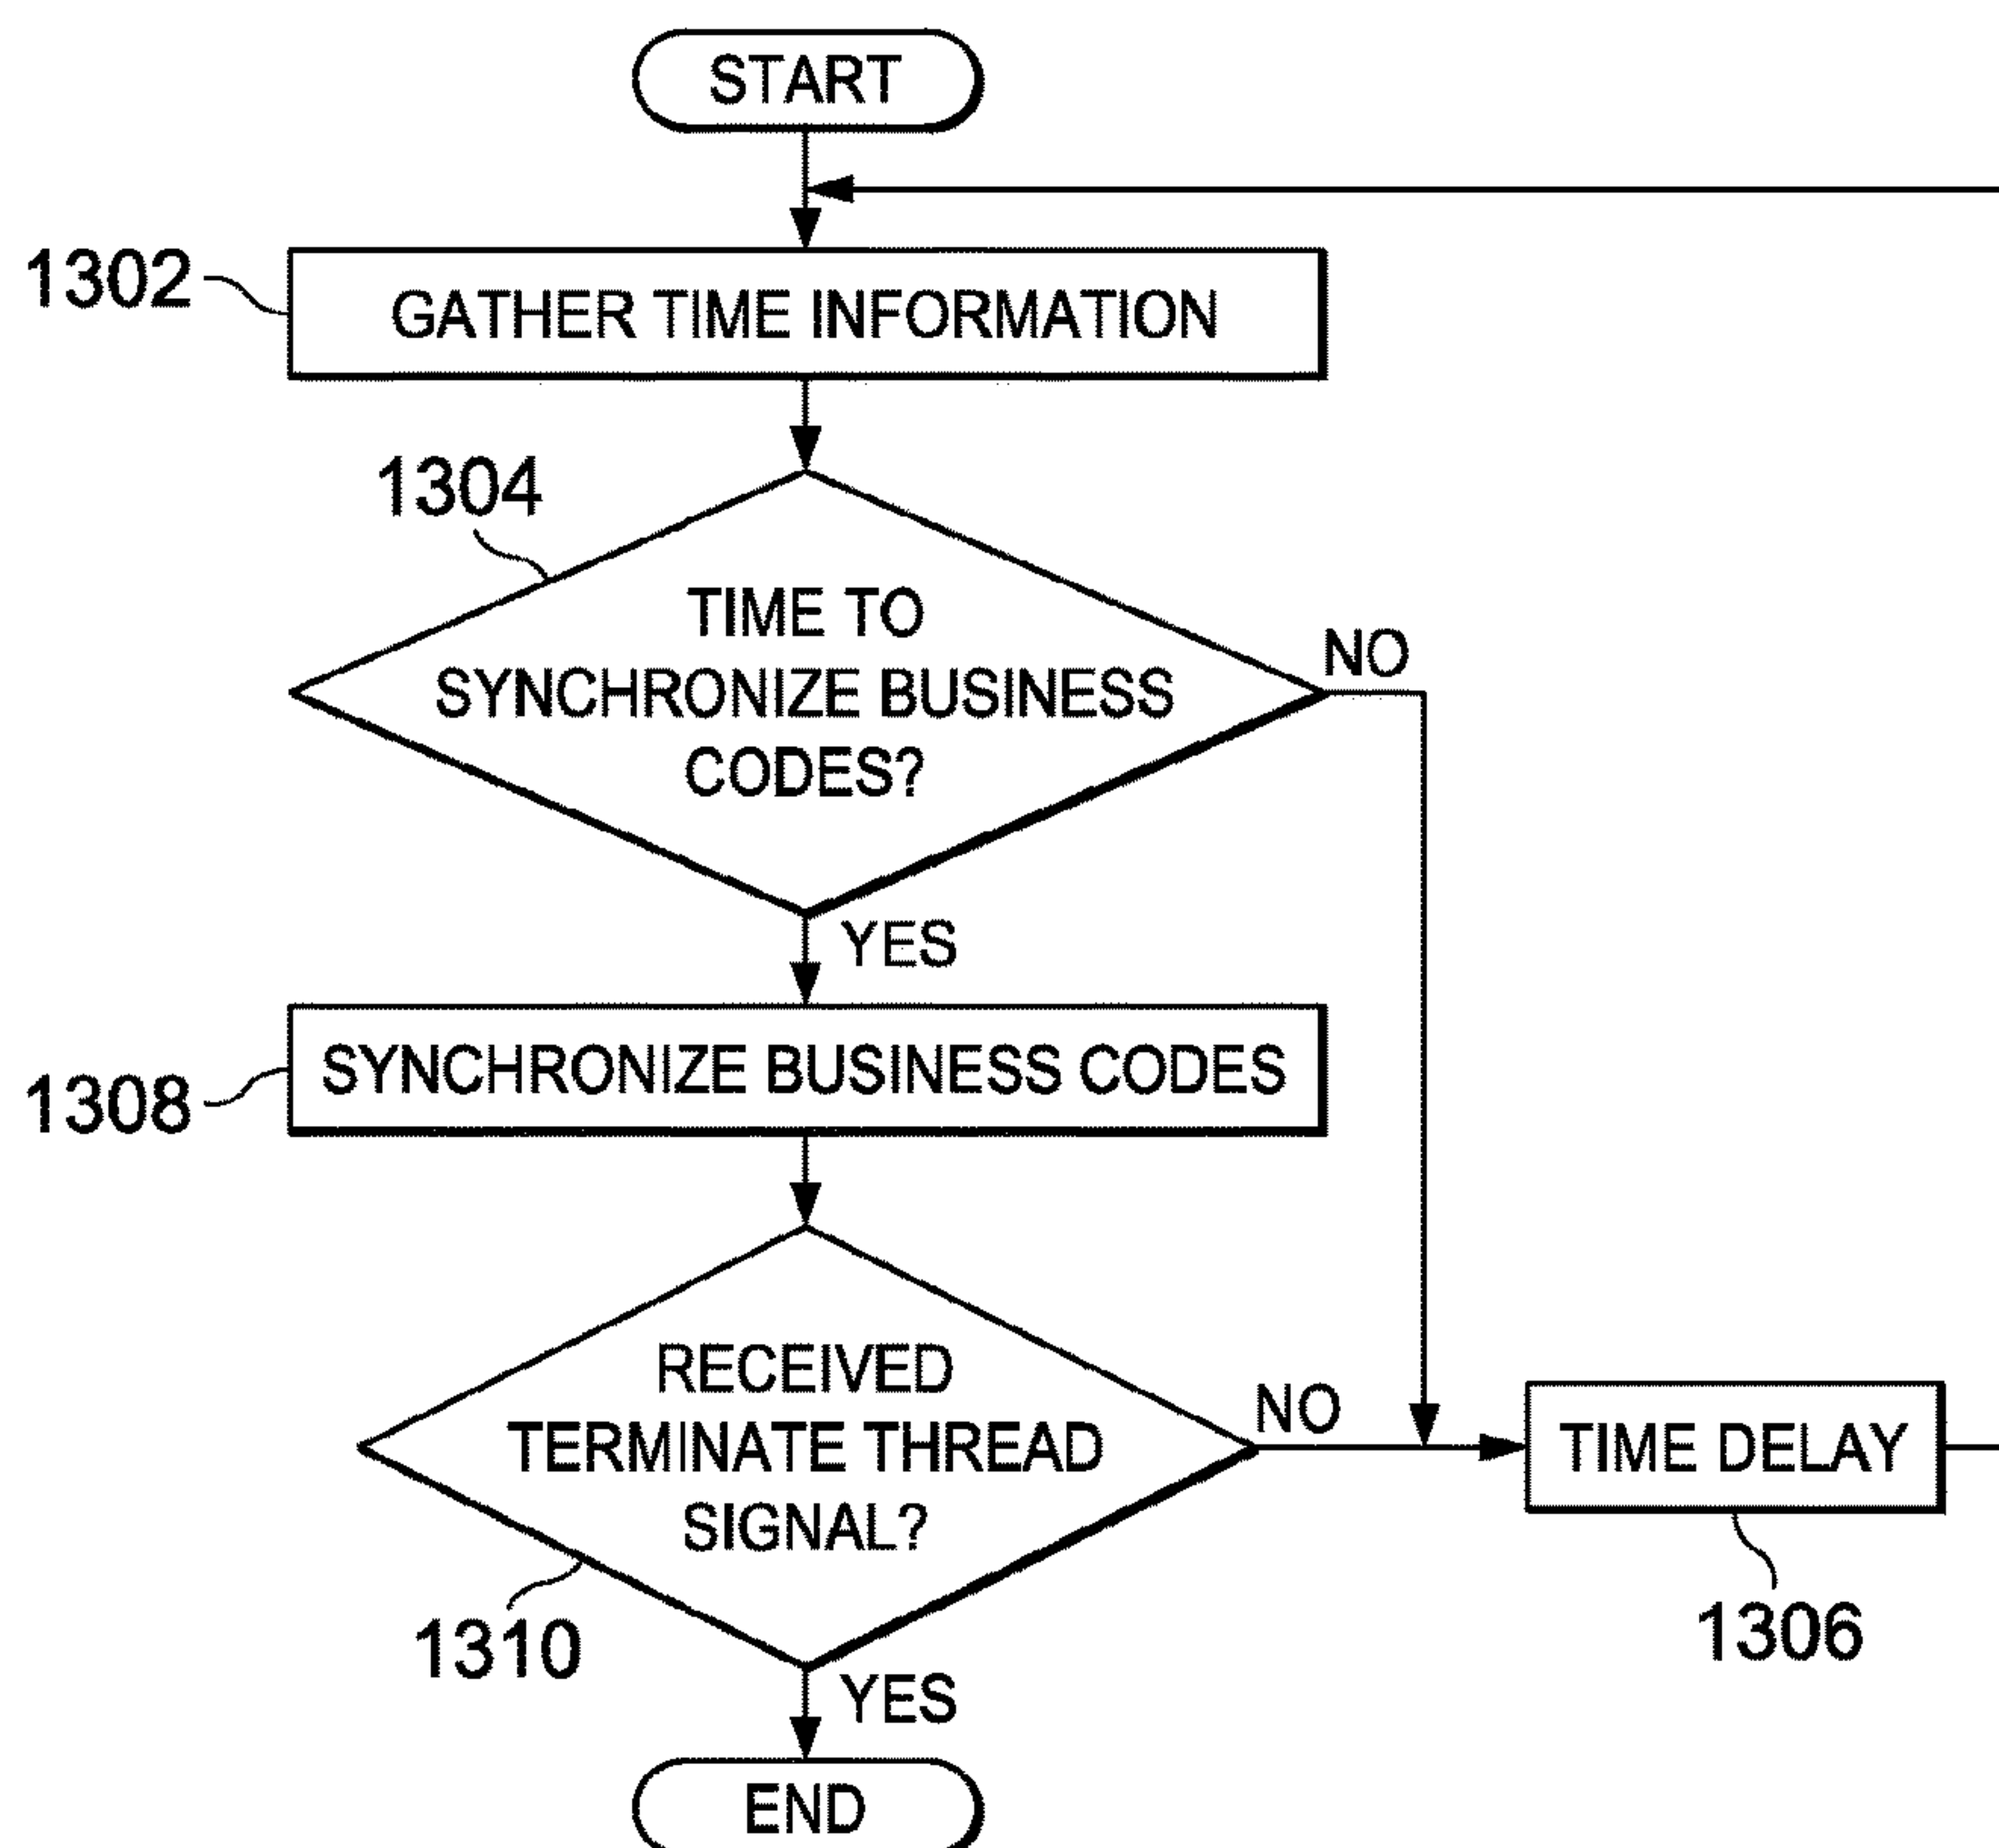 START
1302
GATHER TIME INFORMATION
1304
TIME TO
SYNCHRONIZE BUSINESS
CODES?
NO
YES
1308
SYNCHRONIZE BUSINESS CODES
RECEIVED
TERMINATE THREAD
SIGNAL?
NO
TIME DELAY
1310
1306
YES
END